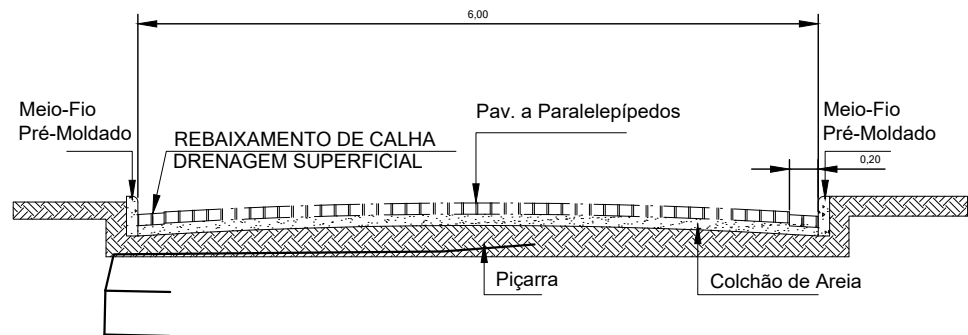 6,00
Meio-Fio
Pré-Moldado
REBAIXAMENTO DE CALHA
DRENAGEM SUPERFICIAL
Pav. a Paralelepípedos
Meio-Fio
Pré-Moldado
0,20
Piçarra
Colchão de Areia